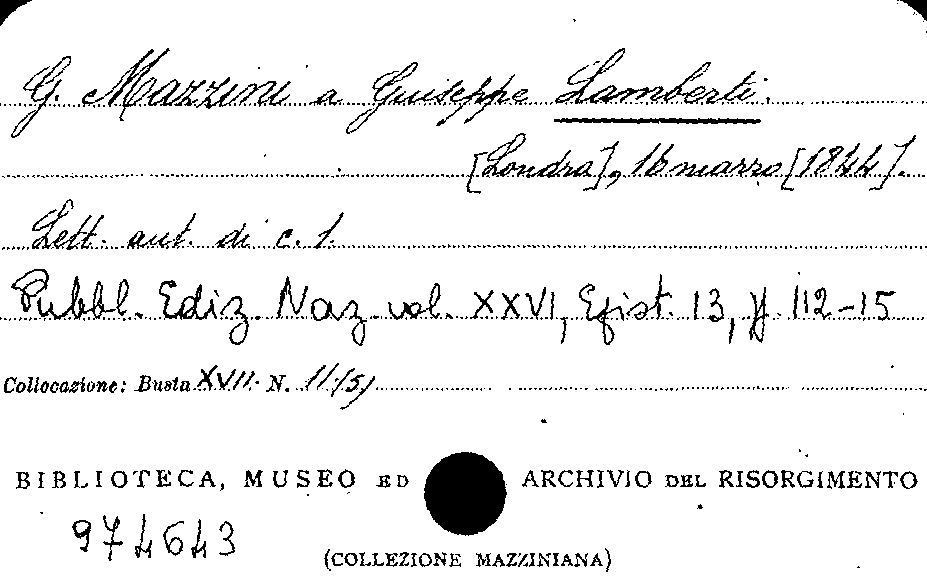 G. Mazzini a Giuseppe Lamberti.
[Londra], 16 marzo [1844].
Lett. aut. di c. 1.
Pubbl. Ediz. Naz. vol. XXVI, Epist. 13, p. 112-15
Collocazione: Busta XVII. N. 11/5)
BIBLIOTECA, MUSEO ED ARCHIVIO DEL RISORGIMENTO
974643
(COLLEZIONE MAZZINIANA)